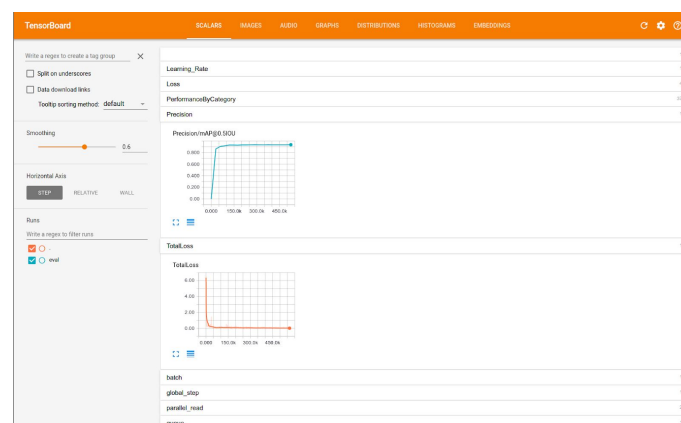 TensorBoard SCALARS IMAGES AUDIO GRAPHS DISTRIBUTIONS HISTOGRAMS EMBEDDINGS
Write a regex to create a tag group
Split on underscores
Data download links
Tooltip sorting method: default
Smoothing
0.6
Horizontal Axis
STEP RELATIVE WALL
Runs
Write a regex to filter runs
.
eval
Learning_Rate
Loss
PerformanceByCategory
Precision
Precision/mAP@0.5IOU
0.800
0.600
0.400
0.200
0.00
0.000 150.0k 300.0k 450.0k
TotalLoss
TotalLoss
6.00
4.00
2.00
0.00
0.000 150.0k 300.0k 450.0k
batch
global_step
parallel_read